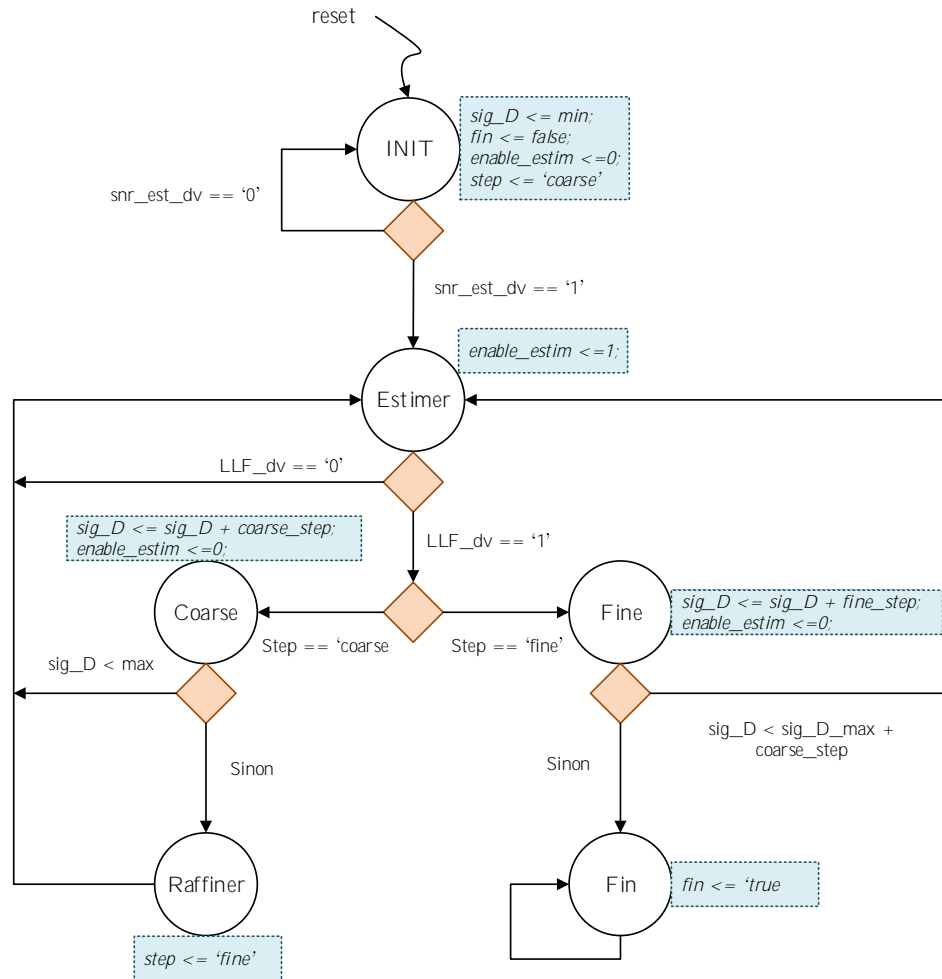 reset
INIT
sig_D <= min;
fin <= false;
enable_estim <=0;
step <= 'coarse'
snr_est_dv == ‘0’
snr_est_dv == ‘1’
enable_estim <=1;
Estimer
LLF_dv == ‘0’
sig_D <= sig_D + coarse_step;
enable_estim <=0;
LLF_dv == ‘1’
Coarse
Fine
sig_D <= sig_D + fine_step;
enable_estim <=0;
Step == ‘coarse
Step == ‘fine’
sig_D < max
sig_D < sig_D_max +
coarse_step
Sinon
Sinon
Raffiner
Fin
fin <= ‘true
step <= ‘fine’